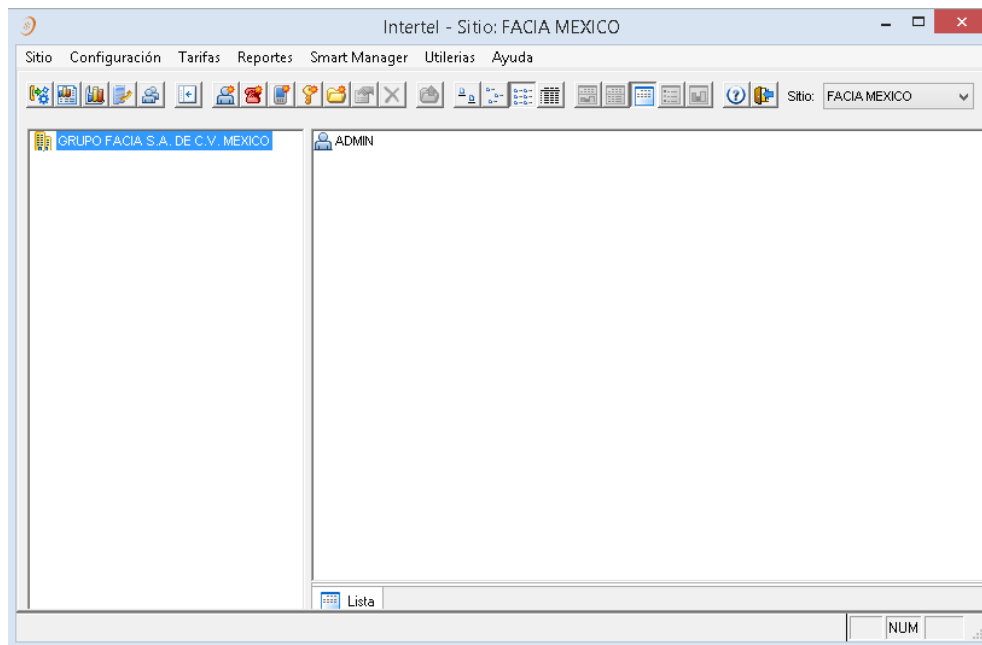 Intertel - Sitio: FACIA MEXICO
Sitio Configuración Tarifas Reportes Smart Manager Utilerias Ayuda
Sitio: FACIA MEXICO
GRUPO FACIA S.A. DE C.V. MEXICO
ADMIN
Lista
NUM